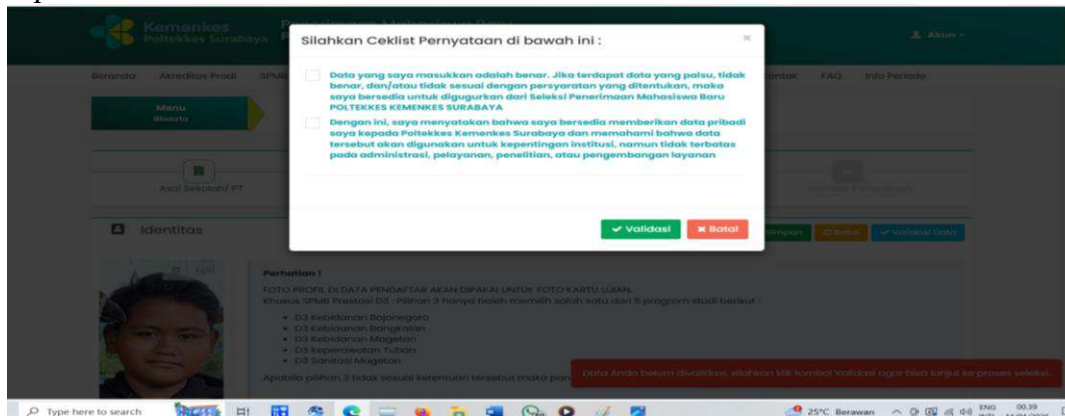 Kemenkes
Poltekkes Surabaya
Penerimaan Mahasiswa Baru
Akun
Silahkan Ceklist Pernyataan di bawah ini :
Beranda Akreditas Prodi SPMB FAQ Info Periode
Data yang saya masukkan adalah benar. Jika terdapat data yang palsu, tidak
benar, dan/atau tidak sesuai dengan persyaratan yang ditentukan, maka
saya bersedia untuk digugurkan dari Seleksi Penerimaan Mahasiswa Baru
POLTEKKES KEMENKES SURABAYA
Menu
Biodata
Dengan ini, saya menyatakan bahwa saya bersedia memberikan data pribadi
saya kepada Poltekkes Kemenkes Surabaya dan memahami bahwa data
tersebut akan digunakan untuk kepentingan institusi, namun tidak terbatas
pada administrasi, pelayanan, penelitian, atau pengembangan layanan
Asal Sekolah/ PT
Validasi
Batal
Identitas
Simpan Batal Validasi Data
Perhatian !
FOTO PROFIL DI DATA PENDAFTAR AKAN DIPAKAI UNTUK FOTO KARTU UJIAN.
Khusus SPMB Prestasi D3 : Pilihan 3 hanya boleh memilih salah satu dari 5 program studi berikut :
D3 Kebidanan Bojonegoro
D3 Kebidanan Bangkalan
D3 Kebidanan Magetan
D3 Keperawatan Tuban
D3 Sanitasi Magetan
Apabila pilihan 3 tidak sesuai ketentuan tersebut maka
Data Anda belum divalidasi, silahkan klik tombol Validasi agar bisa lanjut ke proses seleksi.
Type here to search
25°C Berawan
ENG
00.39